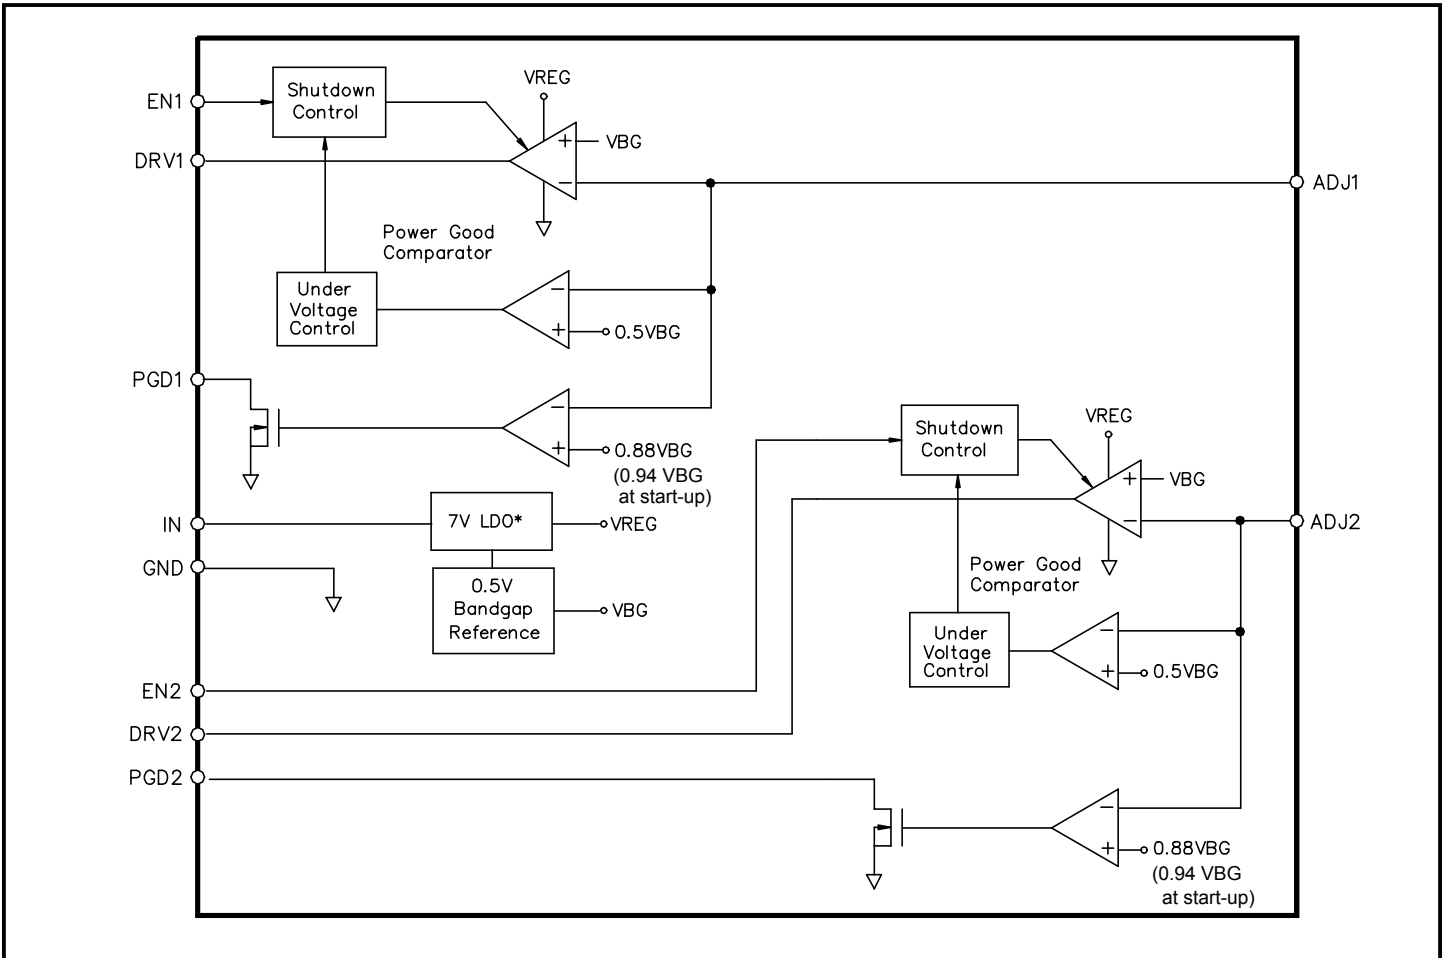 EN1
Shutdown
Control
VREG
+
VBG
DRV1
−
ADJ1
Power Good
Comparator
Under
Voltage
Control
−
+
0.5VBG
PGD1
−
+
0.88VBG
(0.94 VBG
at start-up)
IN
7V LDO*
VREG
GND
0.5V
Bandgap
Reference
VBG
Shutdown
Control
VREG
+
VBG
−
ADJ2
Power Good
Comparator
Under
Voltage
Control
−
+
0.5VBG
EN2
DRV2
PGD2
−
+
0.88VBG
(0.94 VBG
at start-up)